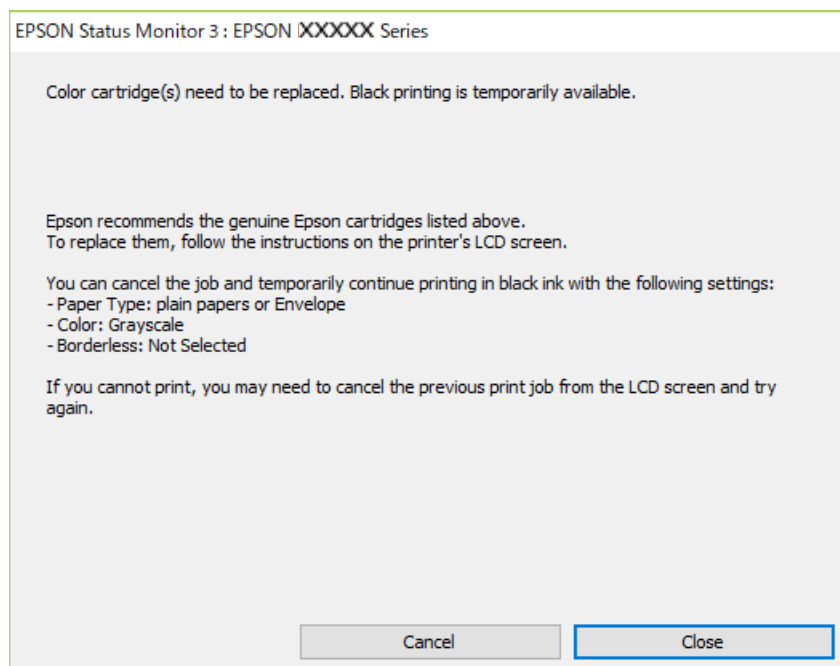 EPSON Status Monitor 3 : EPSON XXXXX Series
Color cartridge(s) need to be replaced. Black printing is temporarily available.
Epson recommends the genuine Epson cartridges listed above.
To replace them, follow the instructions on the printer's LCD screen.
You can cancel the job and temporarily continue printing in black ink with the following settings:
- Paper Type: plain papers or Envelope
- Color: Grayscale
- Borderless: Not Selected
If you cannot print, you may need to cancel the previous print job from the LCD screen and try
again.
Cancel
Close